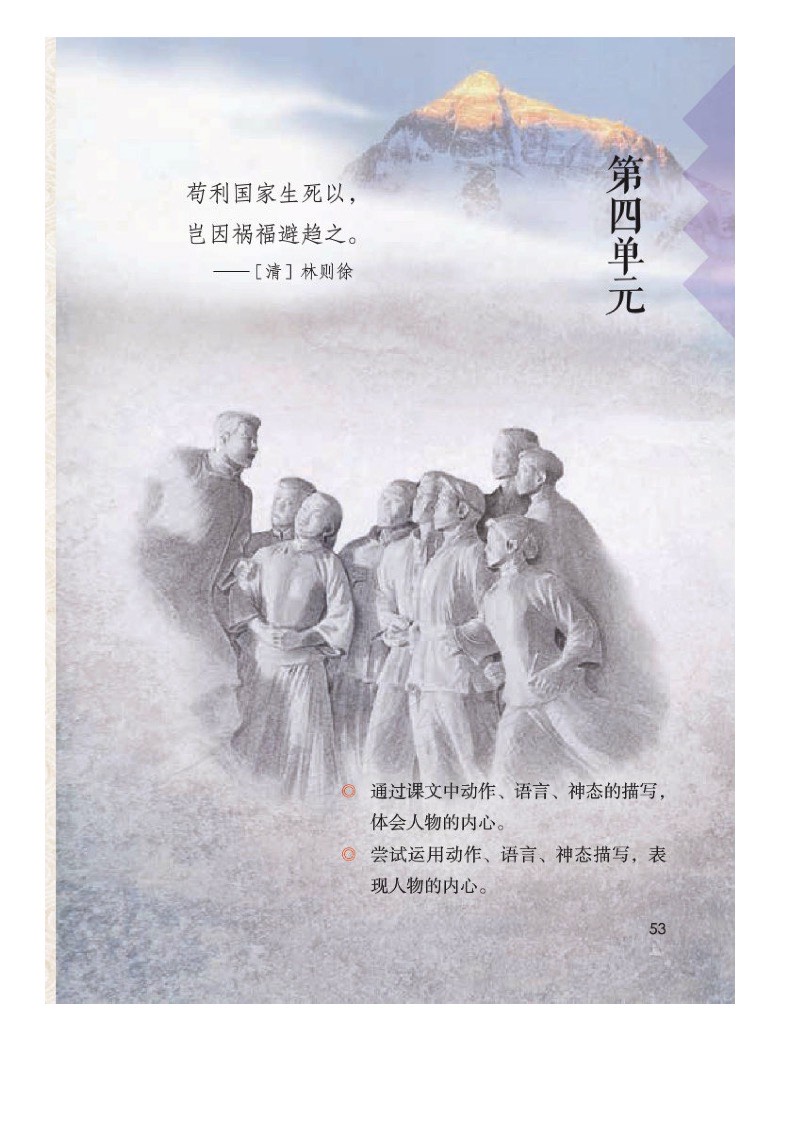 第四单元
苟利国家生死以，
岂因祸福避趋之。
——［清］林则徐
通过课文中动作、语言、神态的描写，
体会人物的内心。
尝试运用动作、语言、神态描写，表
现人物的内心。
53